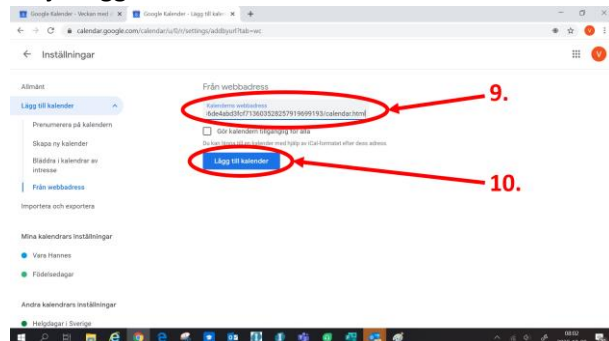 Google Kalender - Veckan med
Google Kalender - Lägg till kale
calendar.google.com/calendar/u/0/r/settings/addbyurl?tab=wc
Inställningar
Allmänt
Från webbadress
9.
Lägg till kalender
Kalenderns webbadress
6de4abd3fcf713603528257919699193/calendar.html
Prenumerera på kalendern
Gör kalendern tillgänglig för alla
Skapa ny kalender
Du kan lägga till en kalender med hjälp av iCal-formatet efter dess adress.
Bläddra i kalendrar av
intresse
Lägg till kalender
Från webbadress
10.
Importera och exportera
Mina kalendrars inställningar
Vara Hannes
Födelsedagar
Andra kalendrars inställningar
Helgdagar i Sverige
08:02